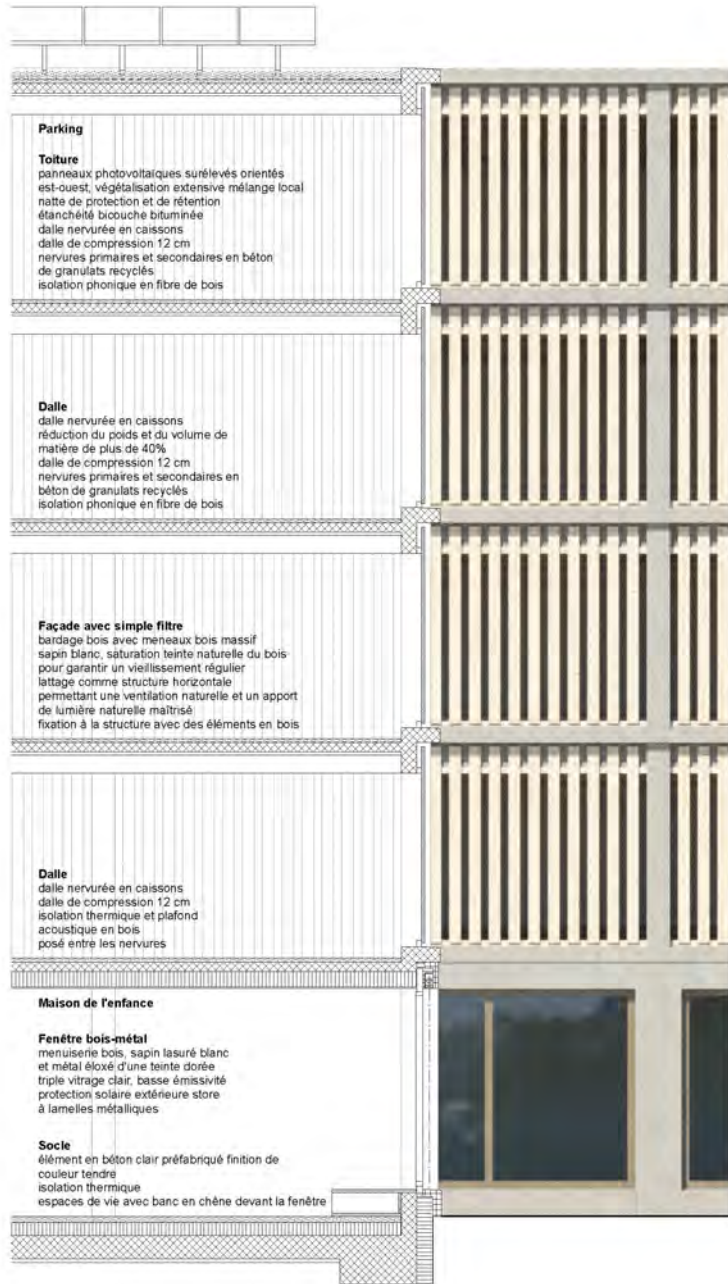 Parking
Toiture
panneaux photovoltaïques surélevés orientés
est-ouest, végétalisation extensive mélange local
natte de protection et de rétention
étanchéité bicouche bituminée
dalle nervurée en caissons
dalle de compression 12 cm
nervures primaires et secondaires en béton
de granulats recyclés
isolation phonique en fibre de bois
Dalle
dalle nervurée en caissons
réduction du poids et du volume de
matière de plus de 40%
dalle de compression 12 cm
nervures primaires et secondaires en
béton de granulats recyclés
isolation phonique en fibre de bois
Façade avec simple filtre
bardage bois avec meneaux bois massif
sapin blanc, saturation teinte naturelle du bois
pour garantir un vieillissement régulier
lattage comme structure horizontale
permettant une ventilation naturelle et un apport
de lumière naturelle maîtrisé
fixation à la structure avec des éléments en bois
Dalle
dalle nervurée en caissons
dalle de compression 12 cm
isolation thermique et plafond
acoustique en bois
posé entre les nervures
Maison de l'enfance
Fenêtre bois-métal
menuiserie bois, sapin lasuré blanc
et métal éloxé d'une teinte dorée
triple vitrage clair, basse émissivité
protection solaire extérieure store
à lamelles métalliques
Socle
élément en béton clair préfabriqué finition de
couleur tendre
isolation thermique
espaces de vie avec banc en chêne devant la fenêtre